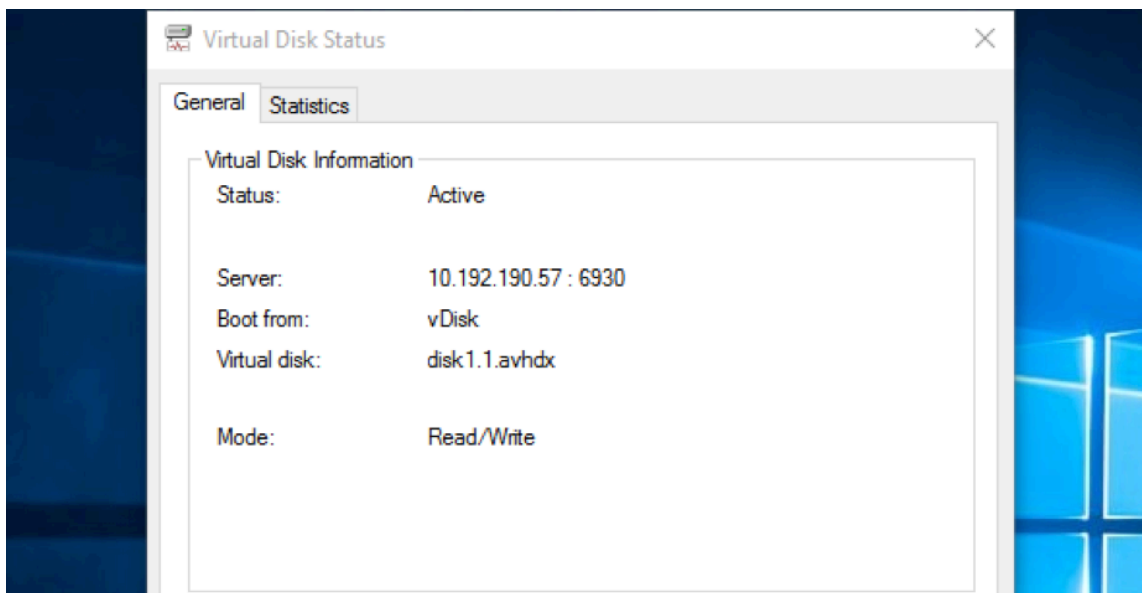 Virtual Disk Status
General Statistics
Virtual Disk Information
Status: Active
Server: 10.192.190.57 : 6930
Boot from: vDisk
Virtual disk: disk1.1.avhdx
Mode: Read/Write